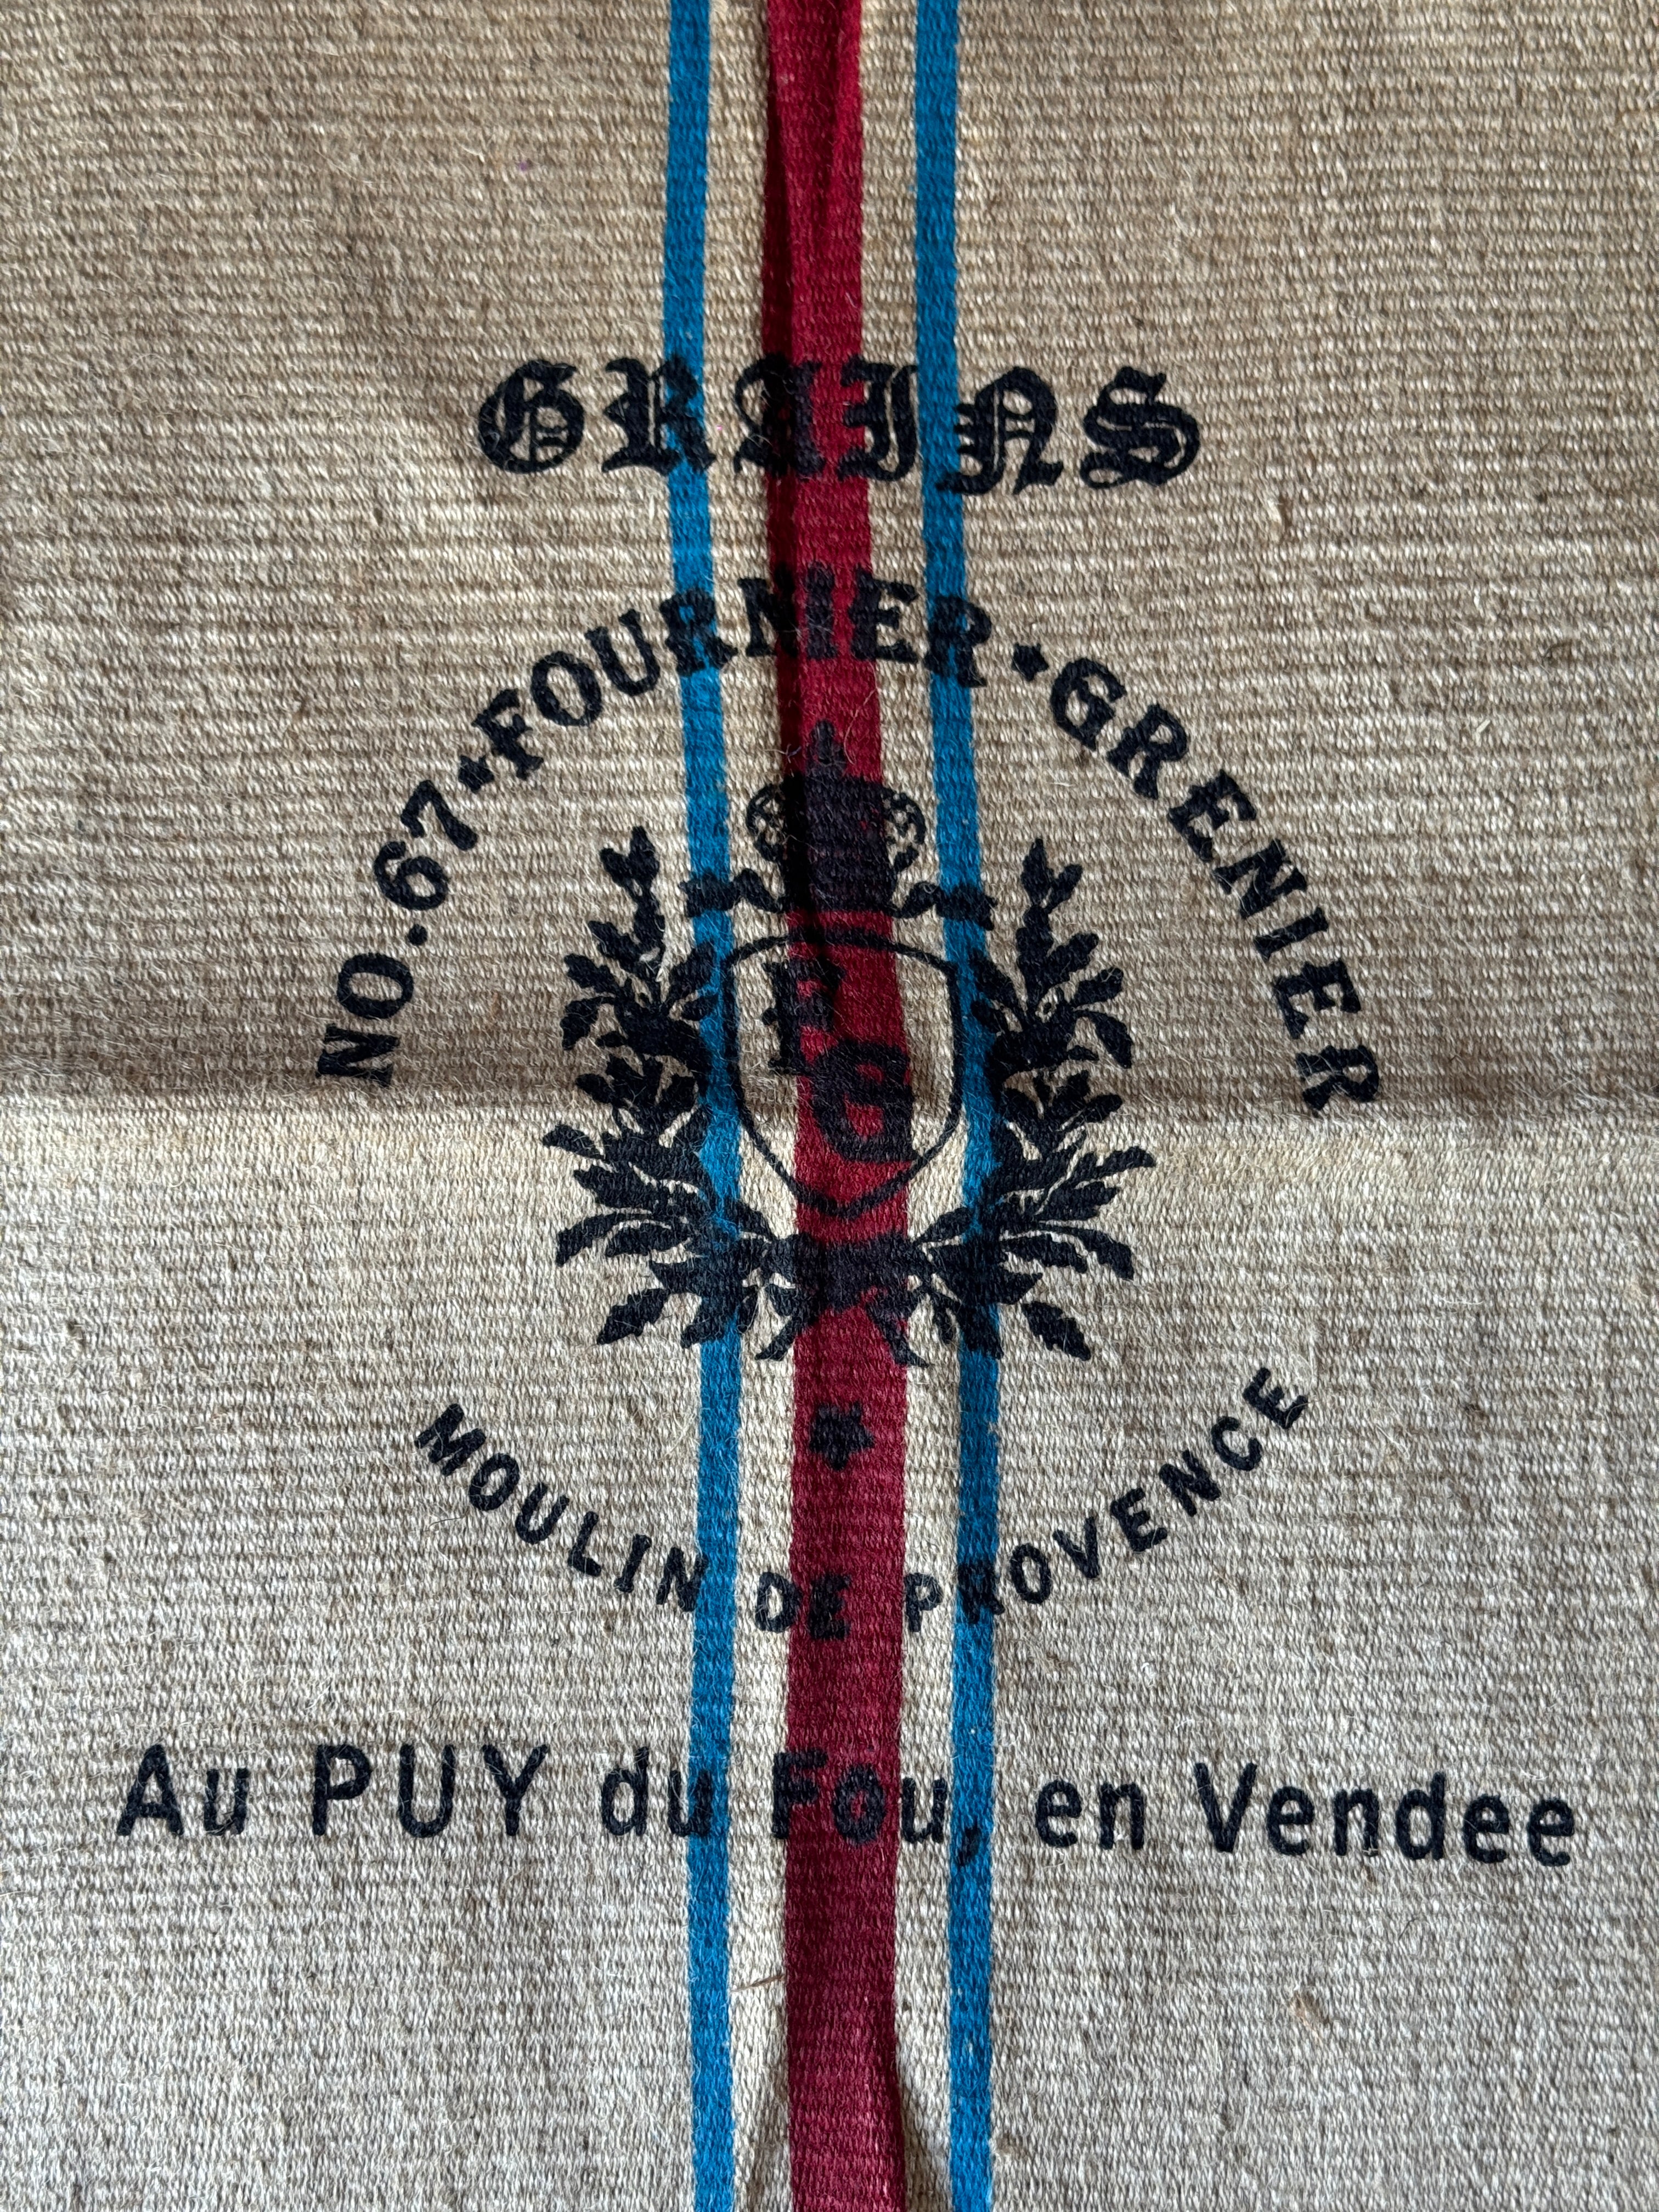 GRAINS
NO.67★FOURNIER•GRENIER
FG
MOULIN DE PROVENCE
Au PUY du Fou, en Vendee